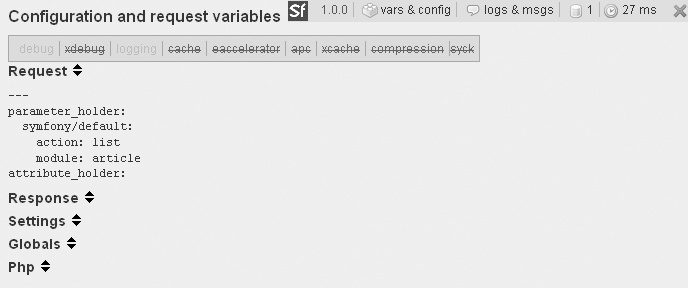 Configuration and request variables Sf 1.0.0 vars & config logs & msgs 1 27 ms
debug xdebug logging cache eaccelerator apc xcache compression syck
Request
---
parameter_holder:
symfony/default:
action: list
module: article
attribute_holder:
Response
Settings
Globals
Php